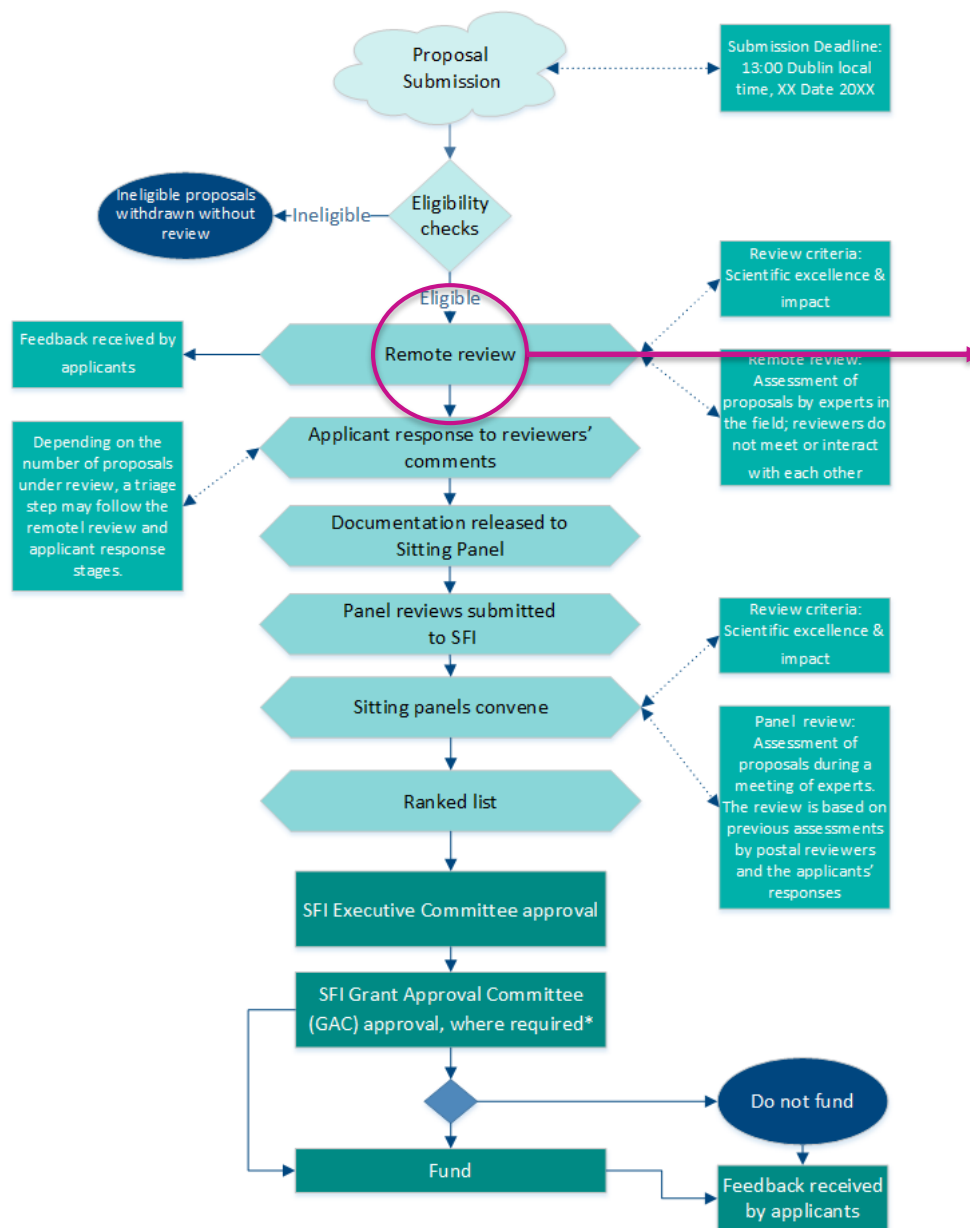 Proposal
Submission
Submission Deadline:
13:00 Dublin local
time, XX Date 20XX
Ineligible proposals
withdrawn without
review
Ineligible
Eligibility
checks
Eligible
Review criteria:
Scientific excellence &
impact
Feedback received by
applicants
Remote review
Remote review:
Assessment of
proposals by experts in
the field; reviewers do
not meet or interact
with each other
Depending on the
number of proposals
under review, a triage
step may follow the
remotel review and
applicant response
stages.
Applicant response to reviewers’
comments
Documentation released to
Sitting Panel
Panel reviews submitted
to SFI
Review criteria:
Scientific excellence &
impact
Sitting panels convene
Panel review:
Assessment of
proposals during a
meeting of experts.
The review is based on
previous assessments
by postal reviewers
and the applicants’
responses
Ranked list
SFI Executive Committee approval
SFI Grant Approval Committee
(GAC) approval, where required*
Do not fund
Fund
Feedback received
by applicants